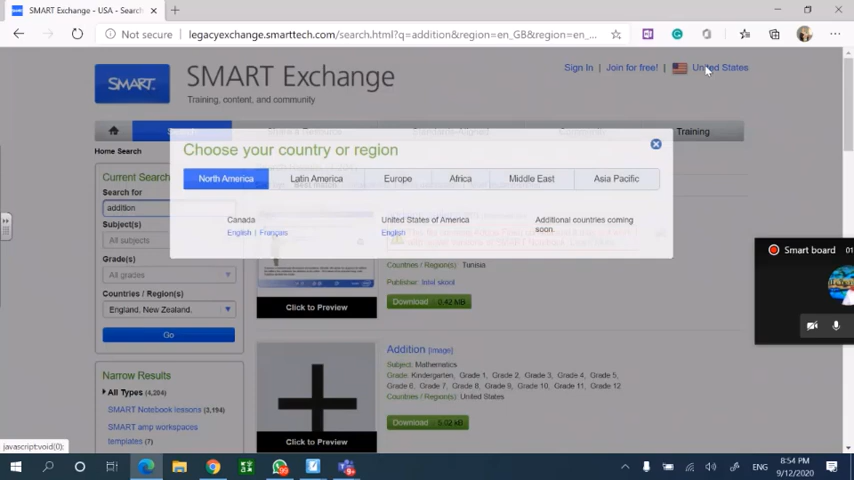 SMART Exchange - USA - Search
Not secure | legacyexchange.smarttech.com/search.html?q=addition&region=en_GB&region=en_...
SMART
SMART Exchange
Training, content, and community
Sign In | Join for free! | United States
Training
Home Search
Choose your country or region
North America Latin America Europe Africa Middle East Asia Pacific
Canada
English | Français
United States of America
English
Additional countries coming soon.
Current Search
Search for
addition
Subject(s)
All subjects
Grade(s)
All grades
Countries / Region(s)
England, New Zealand.
Go
Narrow Results
All Types (4,204)
SMART Notebook lessons (3,194)
SMART amp workspaces
templates (7)
Click to Preview
Countries / Region(s): Tunisia
Publisher: Intel skool
Download 0.42 MB
Addition [Image]
Subject: Mathematics
Grade: Kindergarten, Grade 1, Grade 2, Grade 3, Grade 4, Grade 5,
Grade 6, Grade 7, Grade 8, Grade 9, Grade 10, Grade 11, Grade 12
Countries / Region(s): United States
Download 5.02 kB
Click to Preview
Smart board 01
javascript:void(0);
ENG
8:54 PM
9/12/2020